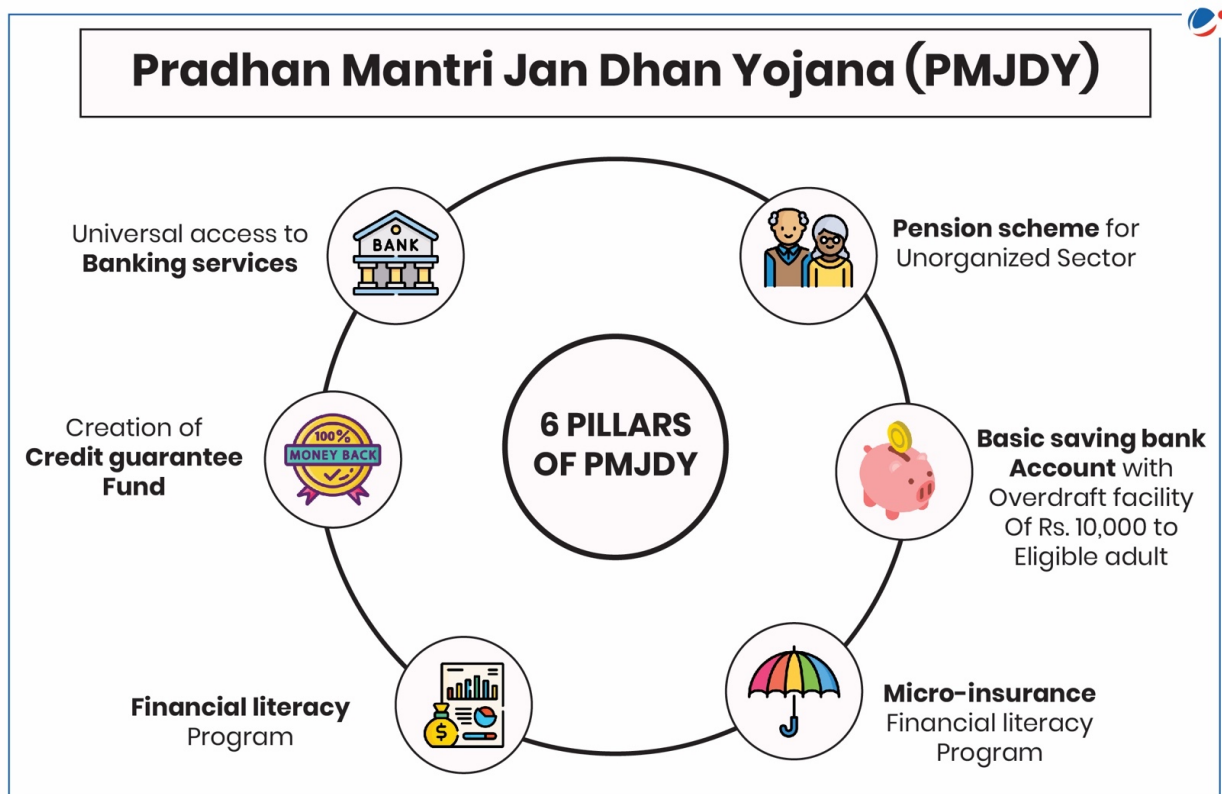 Pradhan Mantri Jan Dhan Yojana (PMJDY)
Universal access to
Banking services
BANK
Pension scheme for
Unorganized Sector
Creation of
Credit guarantee
Fund
100%
MONEY BACK
6 PILLARS
OF PMJDY
Basic saving bank
Account with
Overdraft facility
Of Rs. 10,000 to
Eligible adult
Financial literacy
Program
$
Micro-insurance
Financial literacy
Program